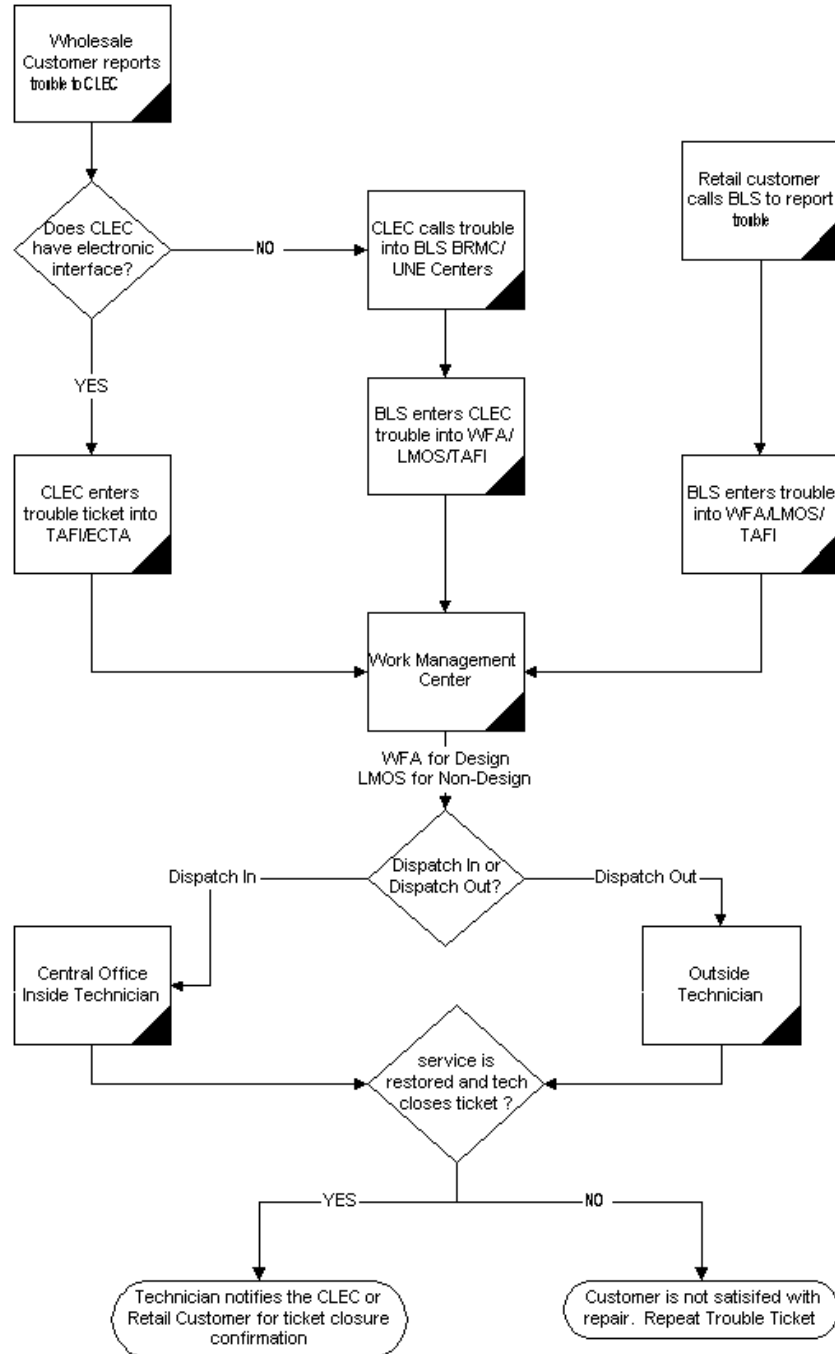 Wholesale
Customer reports
trouble to CLEC
Retail customer
calls BLS to report
trouble
Does CLEC
have electronic
interface?
NO
CLEC calls trouble
into BLS BRMC/
UNE Centers
YES
BLS enters CLEC
trouble into WFA/
LMOS/TAFI
CLEC enters
trouble ticket into
TAFI/ECTA
BLS enters trouble
into WFA/LMOS/
TAFI
Work Management
Center
WFA for Design
LMOS for Non-Design
Dispatch In
Dispatch In or
Dispatch Out?
Dispatch Out
Central Office
Inside Technician
Outside
Technician
service is
restored and tech
closes ticket ?
YES
NO
Technician notifies the CLEC or
Retail Customer for ticket closure
confirmation
Customer is not satisifed with
repair. Repeat Trouble Ticket